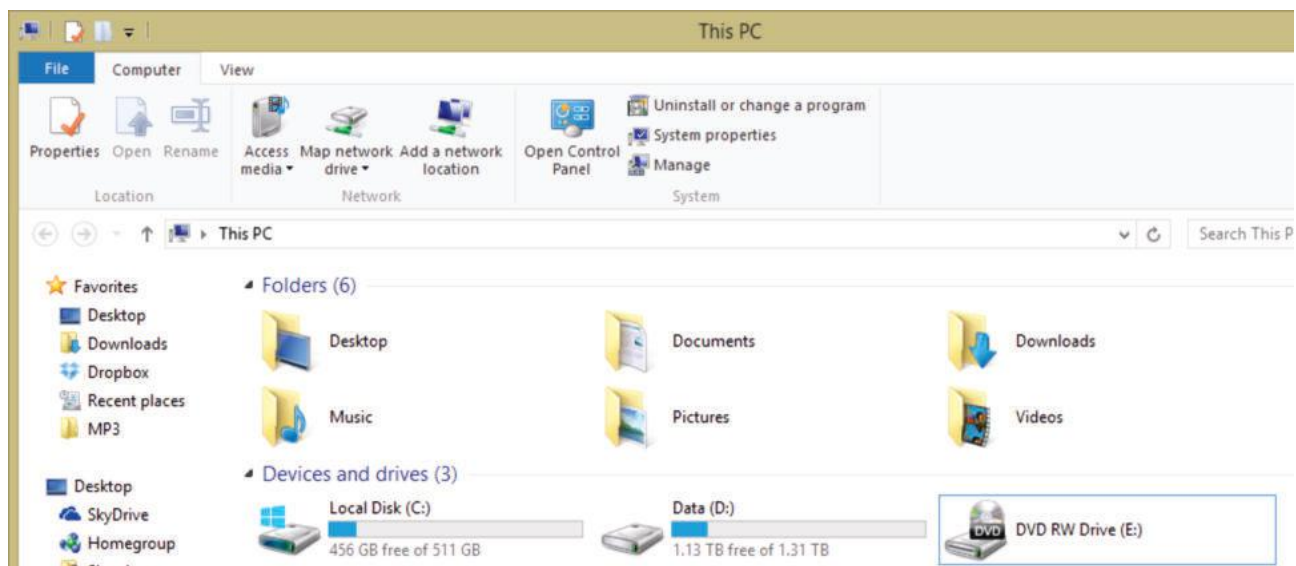 This PC
File Computer View
Properties Open Rename Access media Map network drive Add a network location Open Control Panel Uninstall or change a program
System properties
Manage
Location Network System
This PC Search This P
Favorites
Desktop
Downloads
Dropbox
Recent places
MP3
Desktop
SkyDrive
Homegroup
Folders (6)
Desktop Documents Downloads
Music Pictures Videos
Devices and drives (3)
Local Disk (C:) Data (D:) DVD RW Drive (E:)
456 GB free of 511 GB 1.13 TB free of 1.31 TB
DVD